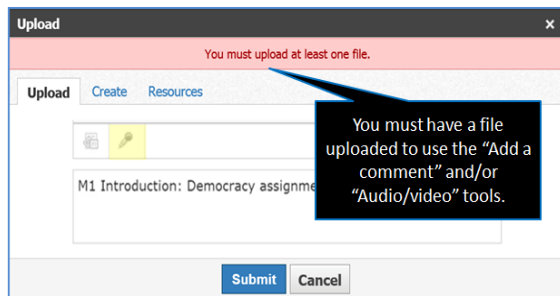 Upload x
You must upload at least one file.
Upload Create Resources
You must have a file
uploaded to use the “Add a
comment” and/or
“Audio/video” tools.
M1 Introduction: Democracy
Submit Cancel